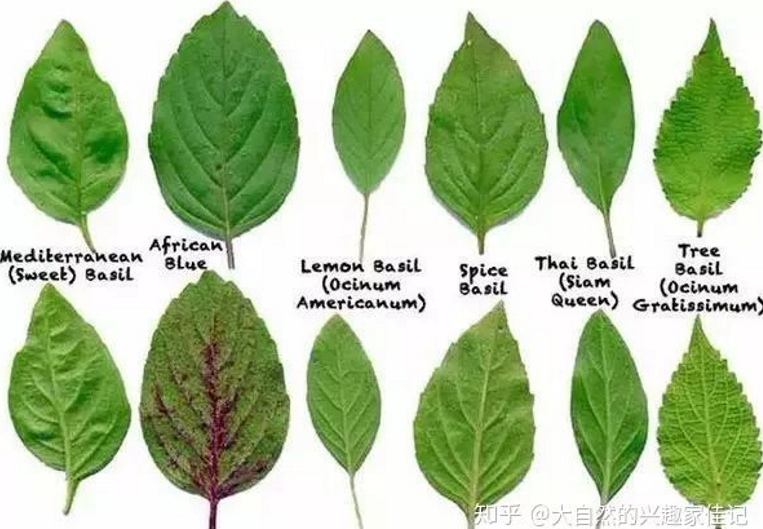 Mediterranean
(Sweet) Basil
African
Blue
Lemon Basil
(Ocinum
Americanum)
Spice
Basil
Thai Basil
(Siam
Queen)
Tree
Basil
(Ocinum
Gratissimum)
知乎 @大自然的兴趣家佳记